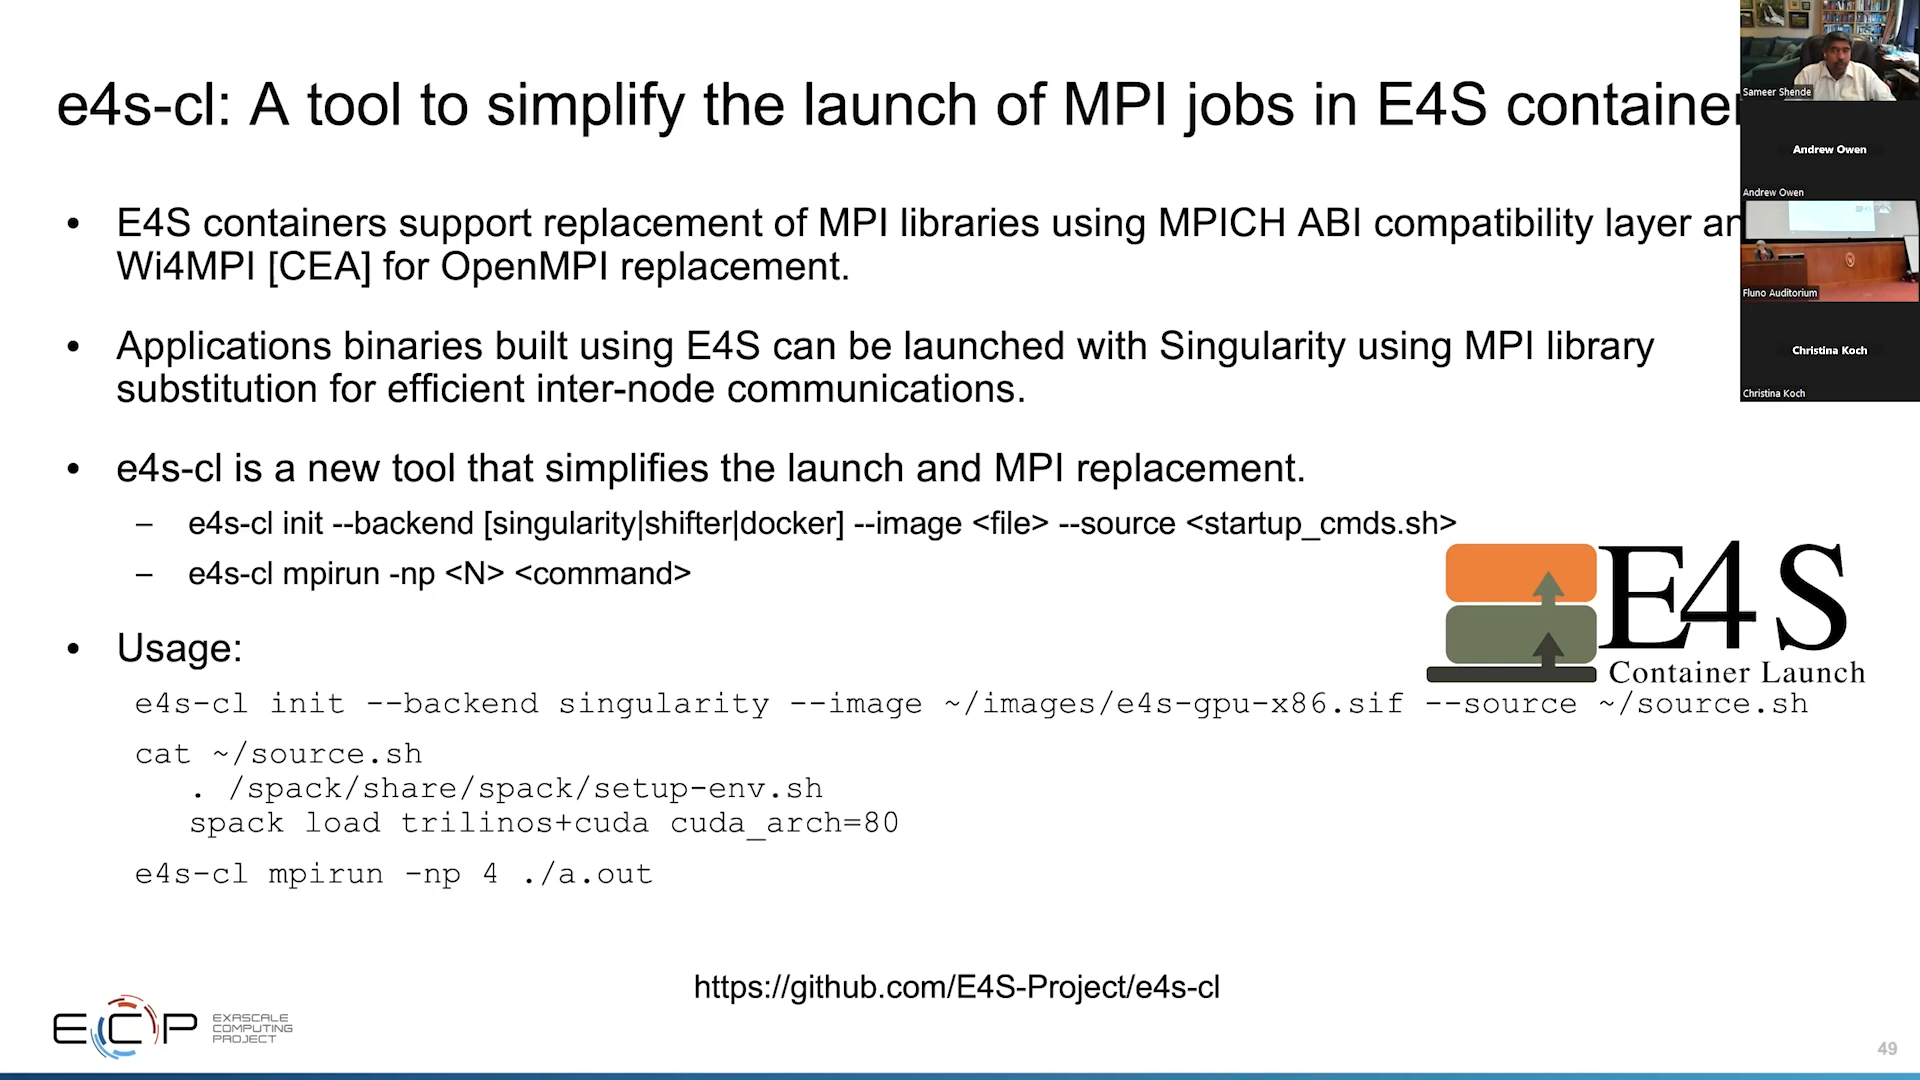 e4s-cl: A tool to simplify the launch of MPI jobs in E4S container
E4S containers support replacement of MPI libraries using MPICH ABI compatibility layer an
Wi4MPI [CEA] for OpenMPI replacement.
Applications binaries built using E4S can be launched with Singularity using MPI library
substitution for efficient inter-node communications.
e4s-cl is a new tool that simplifies the launch and MPI replacement.
– e4s-cl init --backend [singularity|shifter|docker] --image <file> --source <startup_cmds.sh>
– e4s-cl mpirun -np <N> <command>
Usage:
e4s-cl init --backend singularity --image ~/images/e4s-gpu-x86.sif --source ~/source.sh
cat ~/source.sh
. /spack/share/spack/setup-env.sh
spack load trilinos+cuda cuda_arch=80
e4s-cl mpirun -np 4 ./a.out
E4S
Container Launch
https://github.com/E4S-Project/e4s-cl
ECP
EXASCALE
COMPUTING
PROJECT
49
Sameer Shende
Andrew Owen
Andrew Owen
Fluno Auditorium
Christina Koch
Christina Koch